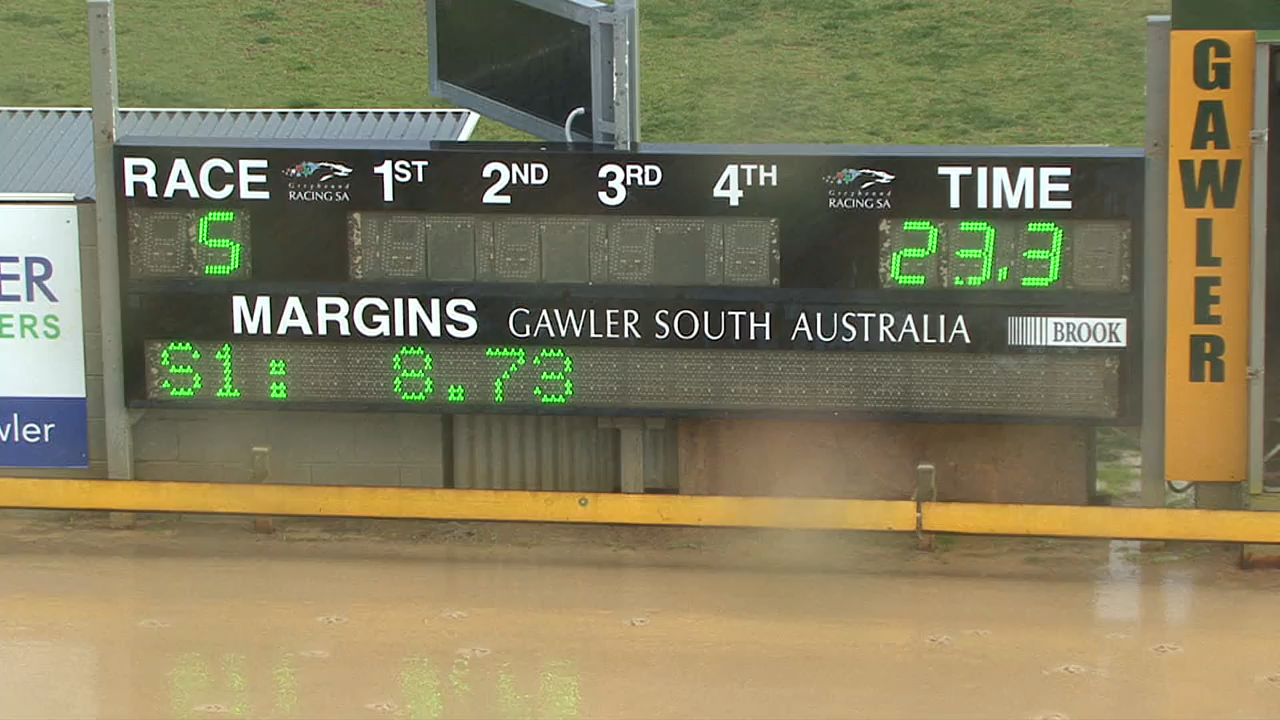 RACE
Greyhound
RACING SA
1ST 2ND 3RD 4TH
Greyhound
RACING SA
TIME
5
23.3
MARGINS GAWLER SOUTH AUSTRALIA BROOK
S1: 8.73
GAWLER
ER
ERS
wler